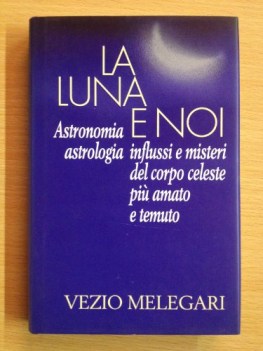 LA
LUNA
E NOI
Astronomia
astrologia influssi e misteri
del corpo celeste
più amato
e temuto
VEZIO MELEGARI